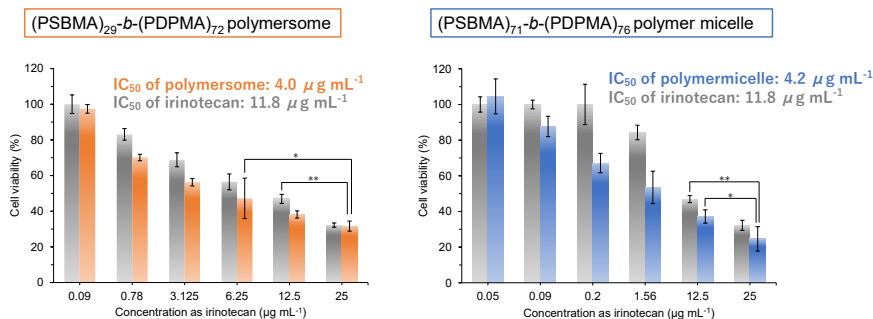 (PSBMA)29-b-(PDPMA)72 polymersome
IC50 of polymersome: 4.0 μg mL-1
IC50 of irinotecan: 11.8 μg mL-1
Cell viability (%)
120
100
80
60
40
20
0
*
**
0.09 0.78 3.125 6.25 12.5 25
Concentration as irinotecan (μg mL-1)
(PSBMA)71-b-(PDPMA)76 polymer micelle
IC50 of polymermicelle: 4.2 μg mL-1
IC50 of irinotecan: 11.8 μg mL-1
Cell viability (%)
120
100
80
60
40
20
0
**
*
0.05 0.09 0.2 1.56 12.5 25
Concentration as irinotecan (μg mL-1)